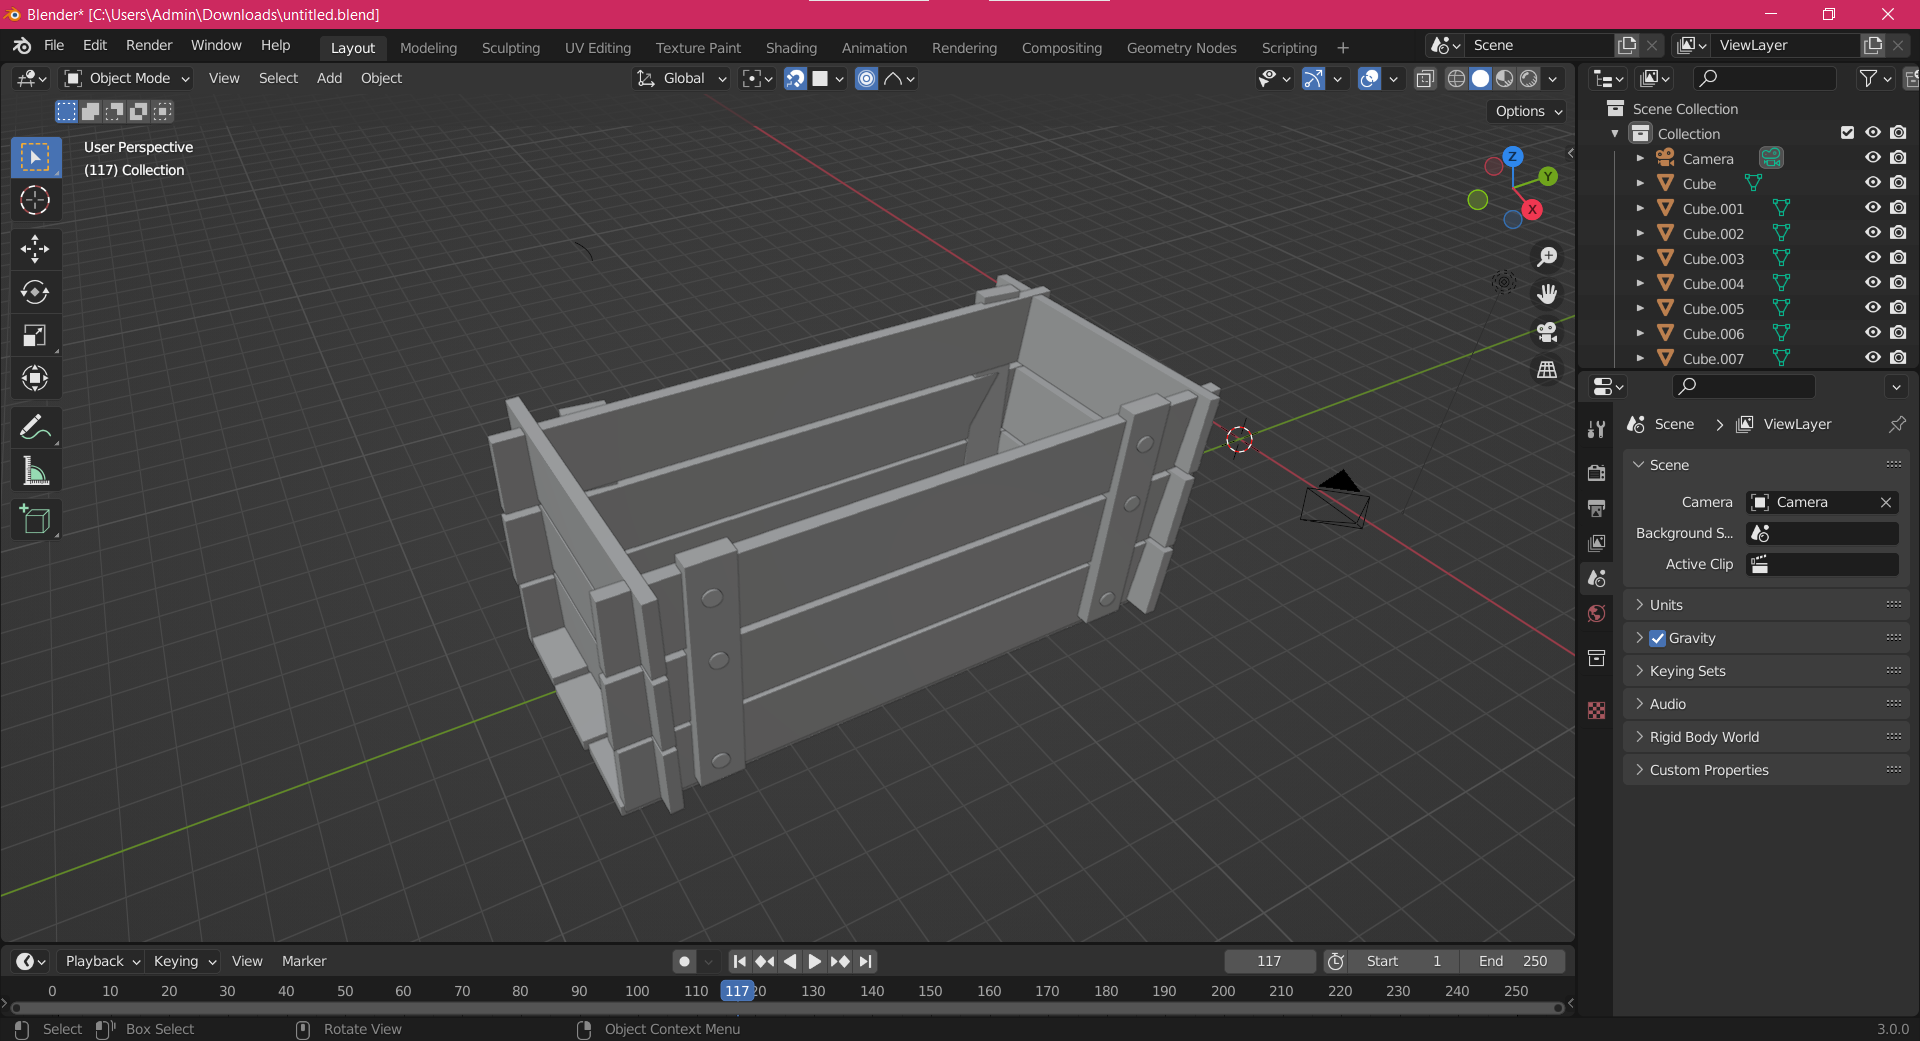 Blender* [C:\Users\Admin\Downloads\untitled.blend]
File Edit Render Window Help Layout Modeling Sculpting UV Editing Texture Paint Shading Animation Rendering Compositing Geometry Nodes Scripting + Scene ViewLayer
Object Mode View Select Add Object Global
Options
User Perspective
(117) Collection
Z
Y
X
Scene Collection
Collection
Camera
Cube
Cube.001
Cube.002
Cube.003
Cube.004
Cube.005
Cube.006
Cube.007
Scene > ViewLayer
Scene
Camera Camera
Background S...
Active Clip
Units
Gravity
Keying Sets
Audio
Rigid Body World
Custom Properties
Playback Keying View Marker 117 Start 1 End 250
0 10 20 30 40 50 60 70 80 90 100 110 117 20 130 140 150 160 170 180 190 200 210 220 230 240 250
Select Box Select Rotate View Object Context Menu 3.0.0